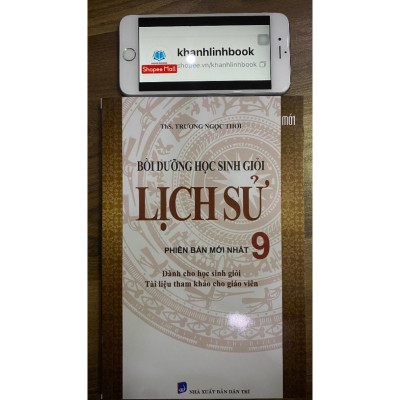 khanhlinhbook
Shopee Mall
shopee.vn/khanhlinhbook
MỚI
ThS. TRƯƠNG NGỌC THƠI
BỒI DƯỠNG HỌC SINH GIỎI
LỊCH SỬ
PHIÊN BẢN MỚI NHẤT 9
Dành cho học sinh giỏi
Tài liệu tham khảo cho giáo viên
NHÀ XUẤT BẢN DÂN TRÍ